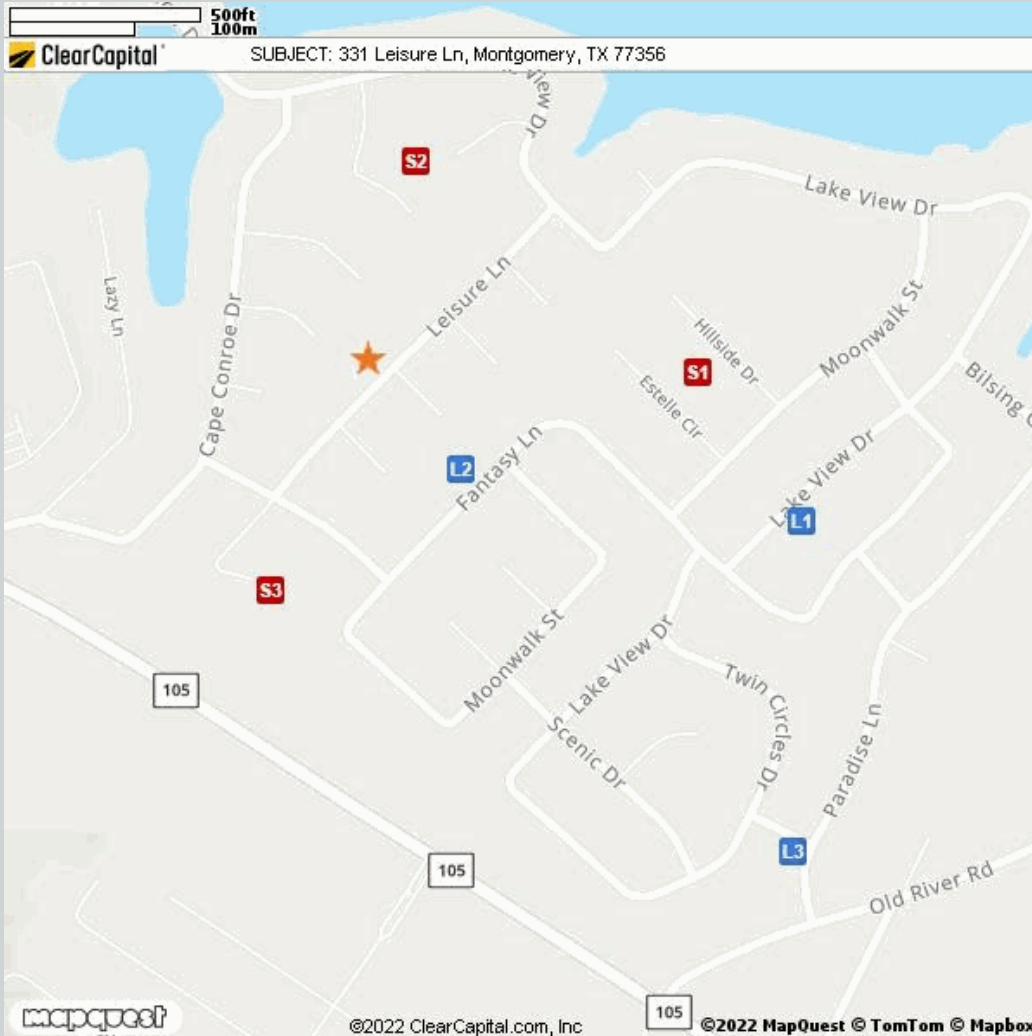 500ft
100m
ClearCapital
SUBJECT: 331 Leisure Ln, Montgomery, TX 77356
View Dr
S2
Lake View Dr
Leisure Ln
Lazy Ln
Cape Conroe Dr
Moonwalk St
Hillside Dr
S1
Estelle Cir
Bilsing
Fantasy Ln
L2
Lake View Dr
L1
S3
Moonwalk St
S Lake View Dr
Twin Circles Dr
105
Scenic Dr
Paradise Ln
L3
105
Old River Rd
105
mapquest
©2022 ClearCapital.com, Inc
©2022 MapQuest © TomTom © Mapbox